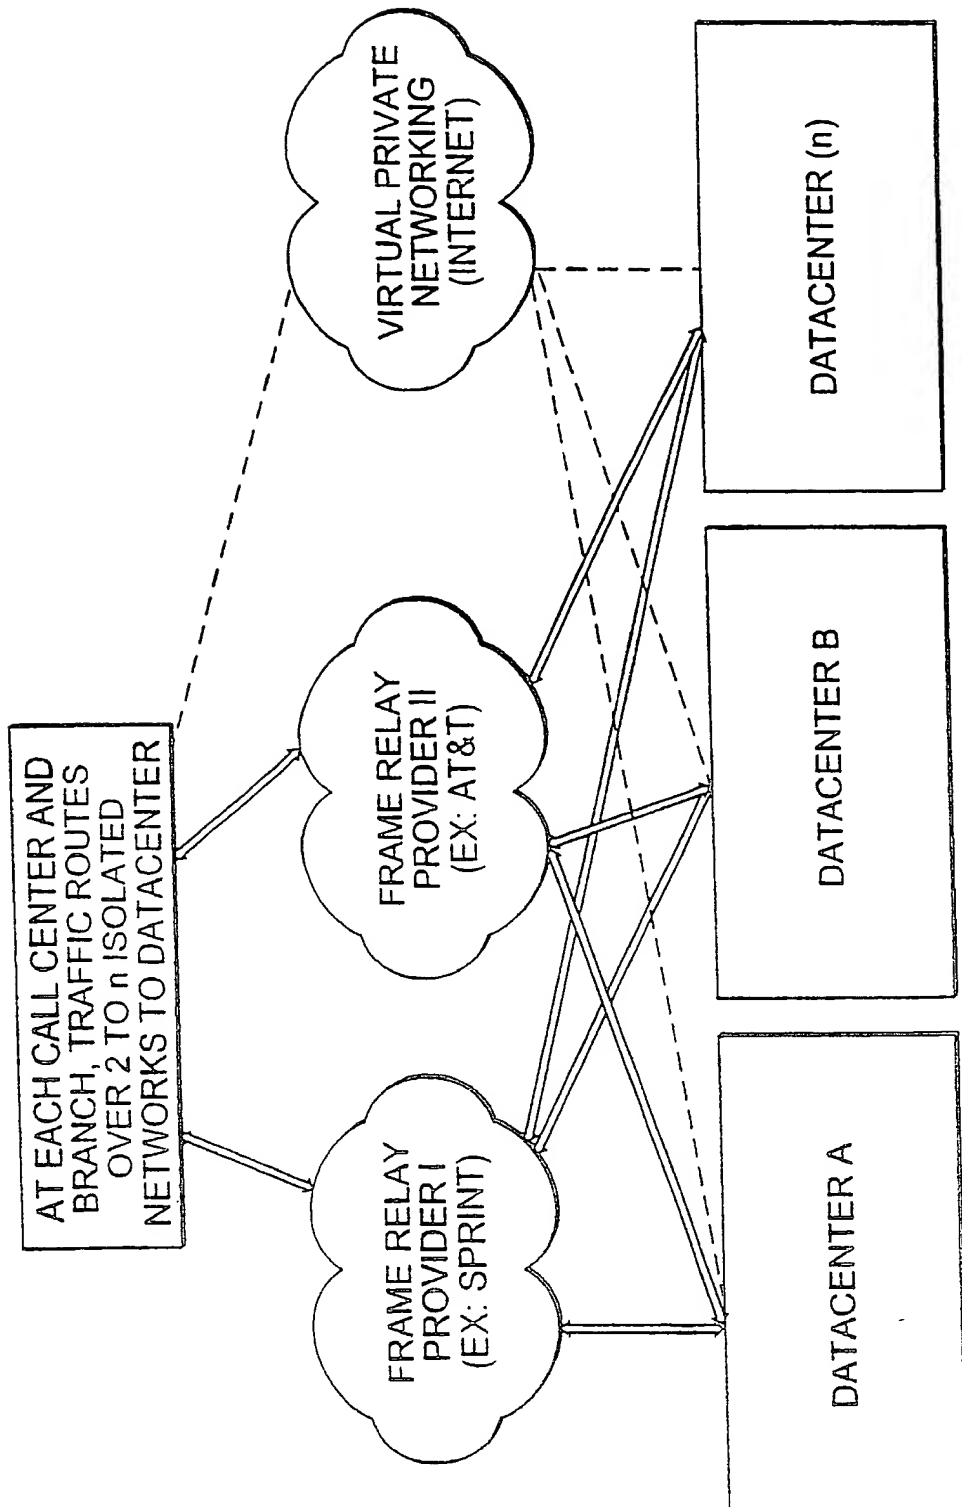 AT EACH CALL CENTER AND
BRANCH, TRAFFIC ROUTES
OVER 2 TO n ISOLATED
NETWORKS TO DATACENTER
FRAME RELAY
PROVIDER I
(EX: SPRINT)
FRAME RELAY
PROVIDER II
(EX: AT&T)
VIRTUAL PRIVATE
NETWORKING
(INTERNET)
DATACENTER A
DATACENTER B
DATACENTER (n)